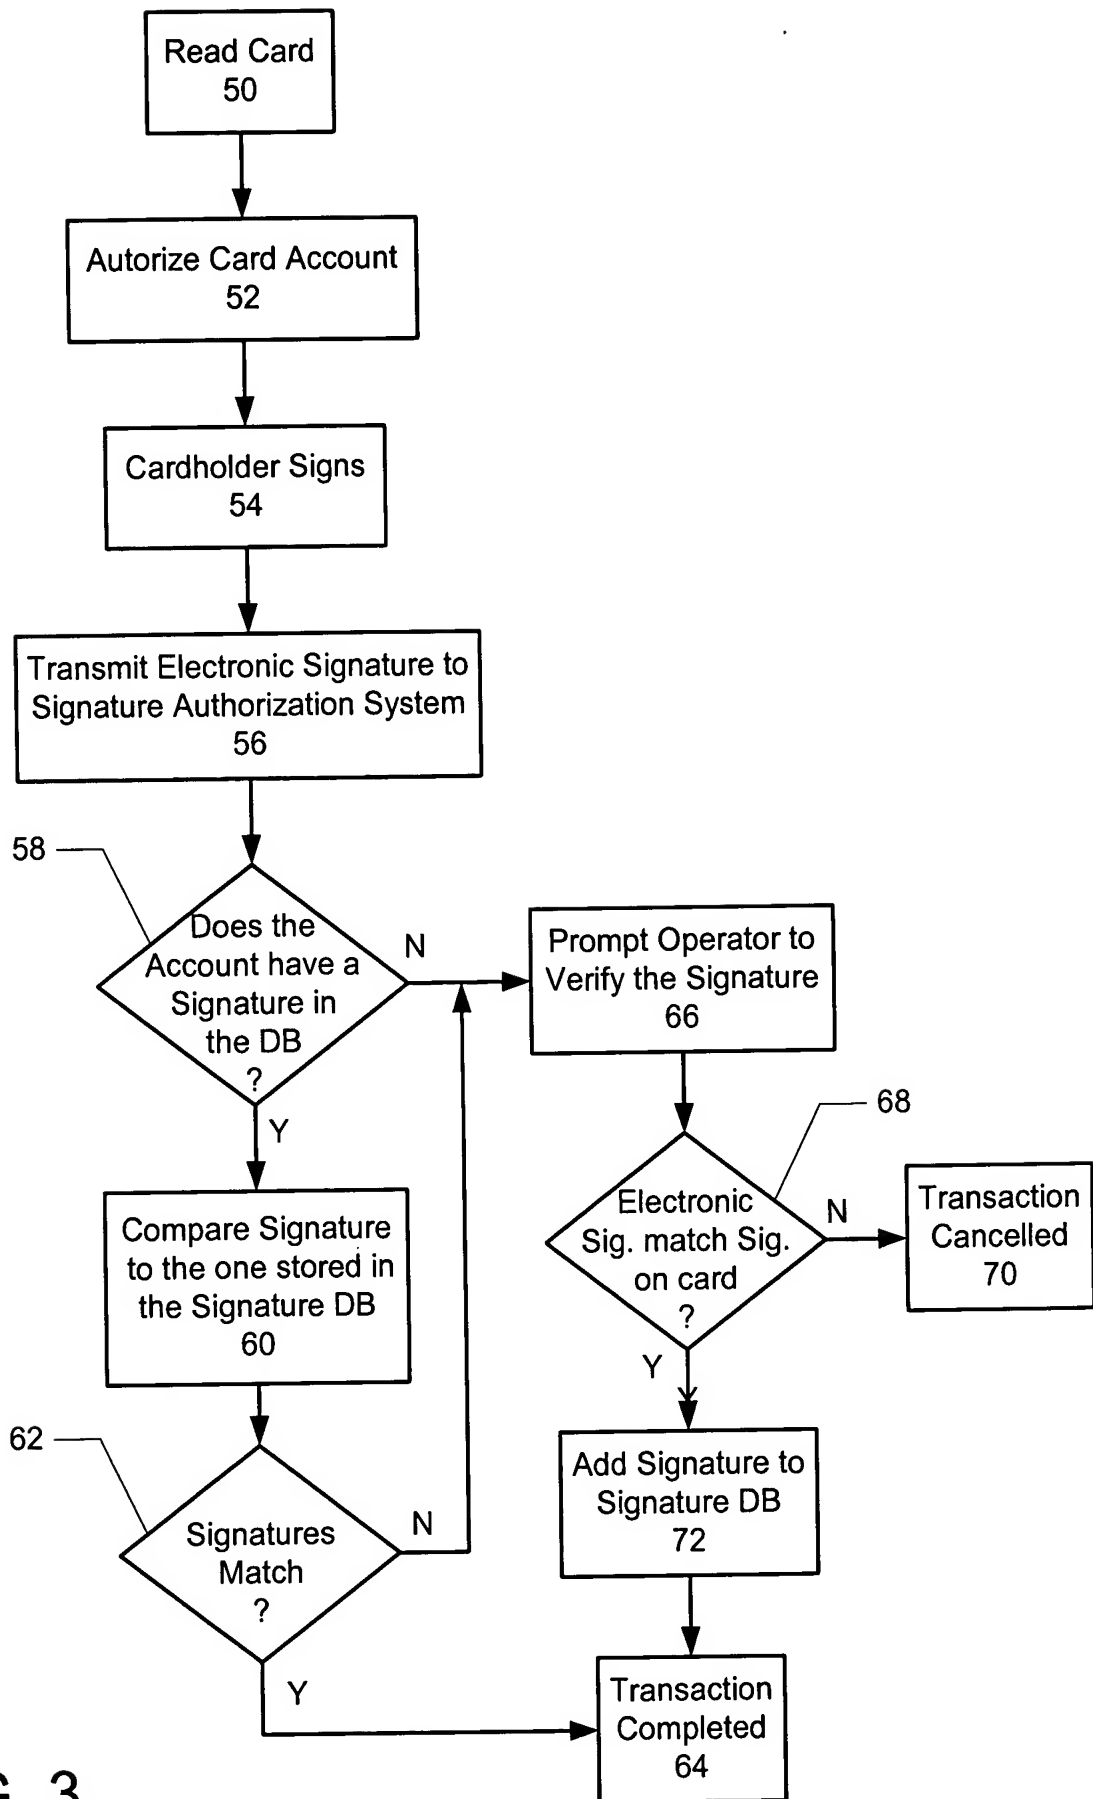 Read Card
50
Autorize Card Account
52
Cardholder Signs
54
Transmit Electronic Signature to
Signature Authorization System
56
58
Does the
Account have a
Signature in
the DB
?
N
Y
Prompt Operator to
Verify the Signature
66
68
Electronic
Sig. match Sig.
on card
?
N
Transaction
Cancelled
70
Y
Y
Compare Signature
to the one stored in
the Signature DB
60
62
Signatures
Match
?
N
Y
Add Signature to
Signature DB
72
Transaction
Completed
64
G. 3